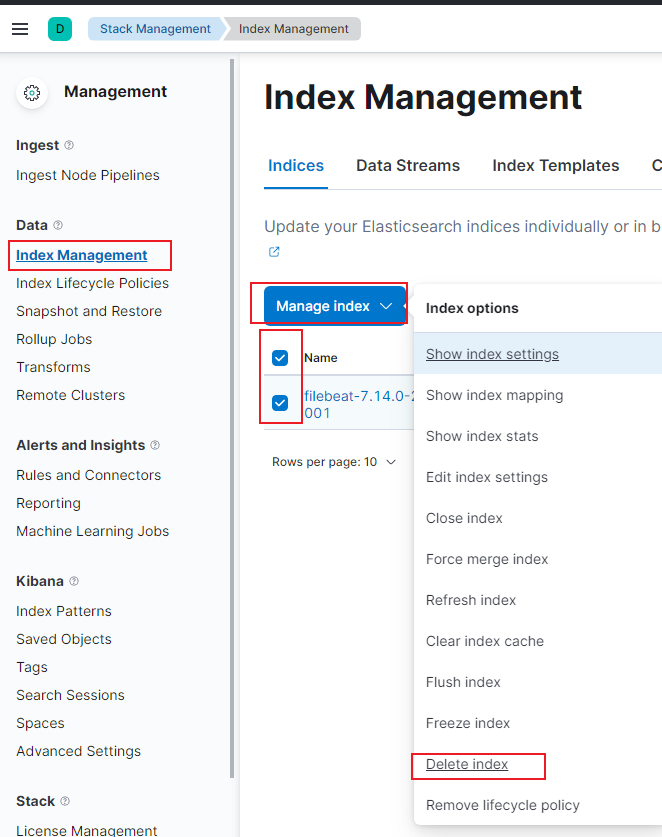 D
Stack Management
Index Management
Management
Ingest
Ingest Node Pipelines
Data
Index Management
Index Lifecycle Policies
Snapshot and Restore
Rollup Jobs
Transforms
Remote Clusters
Alerts and Insights
Rules and Connectors
Reporting
Machine Learning Jobs
Kibana
Index Patterns
Saved Objects
Tags
Search Sessions
Spaces
Advanced Settings
Stack
License Management
Index Management
Indices
Data Streams
Index Templates
C
Update your Elasticsearch indices individually or in b
Manage index
Name
filebeat-7.14.0-2
001
Rows per page: 10
Index options
Show index settings
Show index mapping
Show index stats
Edit index settings
Close index
Force merge index
Refresh index
Clear index cache
Flush index
Freeze index
Delete index
Remove lifecycle policy